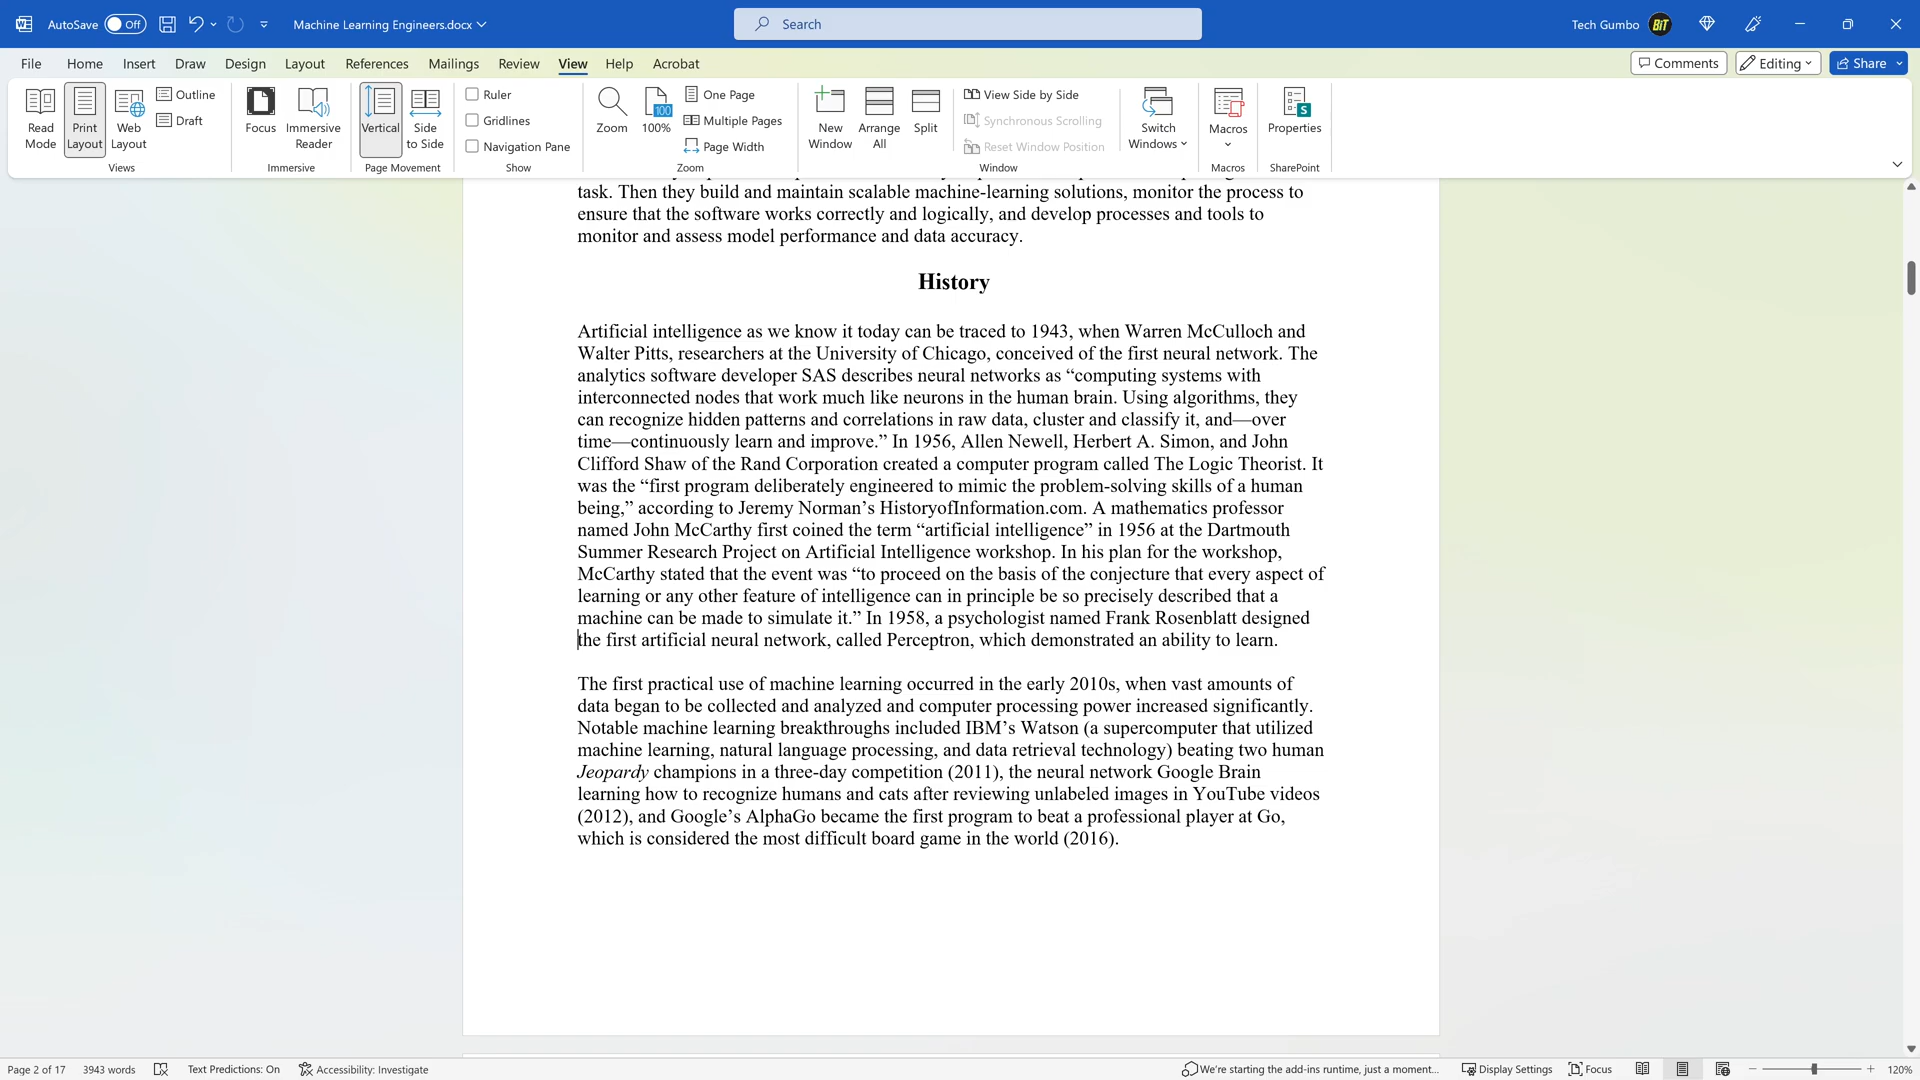 AutoSave Off Machine Learning Engineers.docx Search Tech Gumbo BiT
File Home Insert Draw Design Layout References Mailings Review View Help Acrobat Comments Editing Share
Read Mode
Print Layout
Web Layout
Outline
Draft
Views
Focus
Immersive Reader
Immersive
Vertical
Side to Side
Page Movement
Ruler
Gridlines
Navigation Pane
Show
Zoom
100
100%
One Page
Multiple Pages
Page Width
Zoom
New Window
Arrange All
Split
View Side by Side
Synchronous Scrolling
Reset Window Position
Switch Windows
Window
Macros
Macros
S
Properties
SharePoint
task. Then they build and maintain scalable machine-learning solutions, monitor the process to
ensure that the software works correctly and logically, and develop processes and tools to
monitor and assess model performance and data accuracy.
History
Artificial intelligence as we know it today can be traced to 1943, when Warren McCulloch and
Walter Pitts, researchers at the University of Chicago, conceived of the first neural network. The
analytics software developer SAS describes neural networks as “computing systems with
interconnected nodes that work much like neurons in the human brain. Using algorithms, they
can recognize hidden patterns and correlations in raw data, cluster and classify it, and—over
time—continuously learn and improve.” In 1956, Allen Newell, Herbert A. Simon, and John
Clifford Shaw of the Rand Corporation created a computer program called The Logic Theorist. It
was the “first program deliberately engineered to mimic the problem-solving skills of a human
being,” according to Jeremy Norman’s HistoryofInformation.com. A mathematics professor
named John McCarthy first coined the term “artificial intelligence” in 1956 at the Dartmouth
Summer Research Project on Artificial Intelligence workshop. In his plan for the workshop,
McCarthy stated that the event was “to proceed on the basis of the conjecture that every aspect of
learning or any other feature of intelligence can in principle be so precisely described that a
machine can be made to simulate it.” In 1958, a psychologist named Frank Rosenblatt designed
the first artificial neural network, called Perceptron, which demonstrated an ability to learn.
The first practical use of machine learning occurred in the early 2010s, when vast amounts of
data began to be collected and analyzed and computer processing power increased significantly.
Notable machine learning breakthroughs included IBM’s Watson (a supercomputer that utilized
machine learning, natural language processing, and data retrieval technology) beating two human
Jeopardy champions in a three-day competition (2011), the neural network Google Brain
learning how to recognize humans and cats after reviewing unlabeled images in YouTube videos
(2012), and Google’s AlphaGo became the first program to beat a professional player at Go,
which is considered the most difficult board game in the world (2016).
Page 2 of 17 3943 words Text Predictions: On Accessibility: Investigate We're starting the add-ins runtime, just a moment... Display Settings Focus 120%